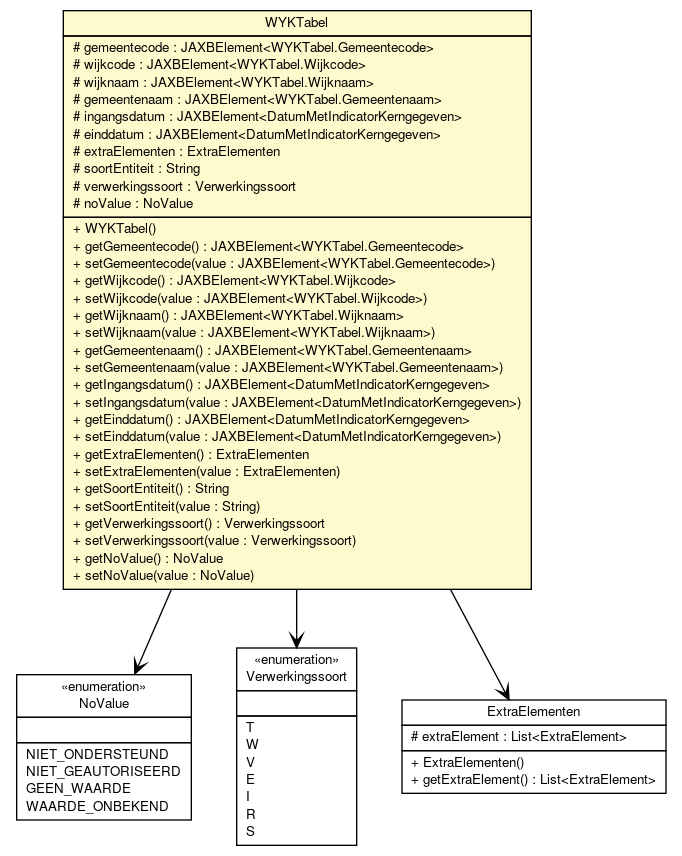 WYKTabel
# gemeentecode : JAXBElement<WYKTabel.Gemeentecode>
# wijkcode : JAXBElement<WYKTabel.Wijkcode>
# wijknaam : JAXBElement<WYKTabel.Wijknaam>
# gemeentenaam : JAXBElement<WYKTabel.Gemeentenaam>
# ingangsdatum : JAXBElement<DatumMetIndicatorKerngegeven>
# einddatum : JAXBElement<DatumMetIndicatorKerngegeven>
# extraElementen : ExtraElementen
# soortEntiteit : String
# verwerkingssoort : Verwerkingssoort
# noValue : NoValue
+ WYKTabel()
+ getGemeentecode() : JAXBElement<WYKTabel.Gemeentecode>
+ setGemeentecode(value : JAXBElement<WYKTabel.Gemeentecode>)
+ getWijkcode() : JAXBElement<WYKTabel.Wijkcode>
+ setWijkcode(value : JAXBElement<WYKTabel.Wijkcode>)
+ getWijknaam() : JAXBElement<WYKTabel.Wijknaam>
+ setWijknaam(value : JAXBElement<WYKTabel.Wijknaam>)
+ getGemeentenaam() : JAXBElement<WYKTabel.Gemeentenaam>
+ setGemeentenaam(value : JAXBElement<WYKTabel.Gemeentenaam>)
+ getIngangsdatum() : JAXBElement<DatumMetIndicatorKerngegeven>
+ setIngangsdatum(value : JAXBElement<DatumMetIndicatorKerngegeven>)
+ getEinddatum() : JAXBElement<DatumMetIndicatorKerngegeven>
+ setEinddatum(value : JAXBElement<DatumMetIndicatorKerngegeven>)
+ getExtraElementen() : ExtraElementen
+ setExtraElementen(value : ExtraElementen)
+ getSoortEntiteit() : String
+ setSoortEntiteit(value : String)
+ getVerwerkingssoort() : Verwerkingssoort
+ setVerwerkingssoort(value : Verwerkingssoort)
+ getNoValue() : NoValue
+ setNoValue(value : NoValue)
«enumeration»
NoValue
NIET_ONDERSTEUND
NIET_GEAUTORISEERD
GEEN_WAARDE
WAARDE_ONBEKEND
«enumeration»
Verwerkingssoort
T
W
V
E
I
R
S
ExtraElementen
# extraElement : List<ExtraElement>
+ ExtraElementen()
+ getExtraElement() : List<ExtraElement>